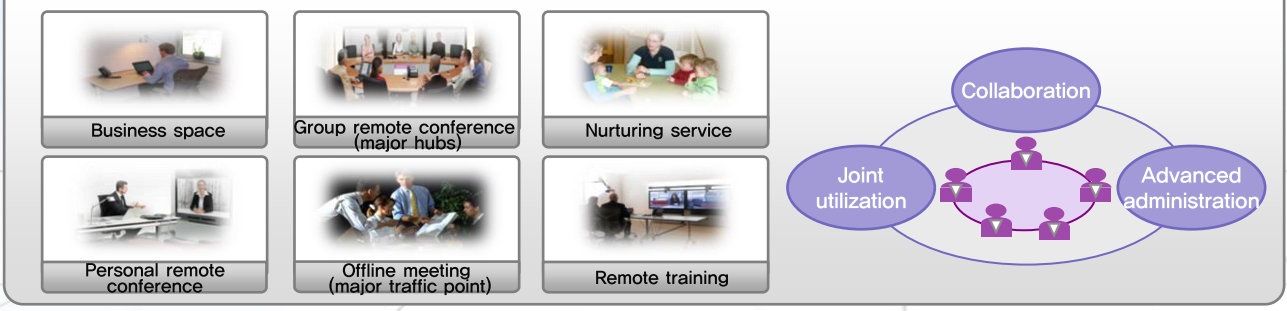 Business space
Group remote conference
(major hubs)
Nurturing service
Personal remote
conference
Offline meeting
(major traffic point)
Remote training
Collaboration
Joint
utilization
Advanced
administration